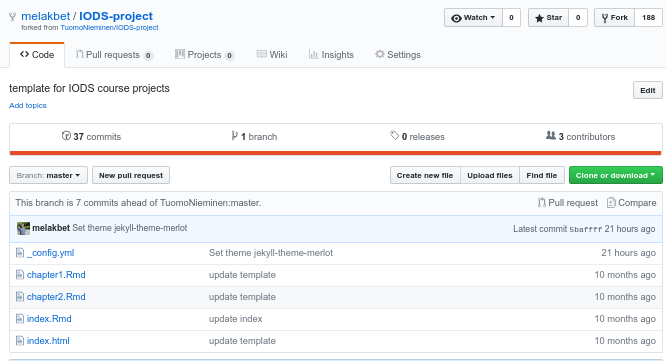 melakbet / IODS-project
Watch 0 Star 0 Fork 188
forked from TuomoNieminen/IODS-project
Code Pull requests 0 Projects 0 Wiki Insights Settings
template for IODS course projects Edit
Add topics
37 commits 1 branch 0 releases 3 contributors
Branch: master New pull request Create new file Upload files Find file Clone or download
This branch is 7 commits ahead of TuomoNieminen:master. Pull request Compare
melakbet Set theme jekyll-theme-merlot Latest commit 5baffff 21 hours ago
_config.yml Set theme jekyll-theme-merlot 21 hours ago
chapter1.Rmd update template 10 months ago
chapter2.Rmd update template 10 months ago
index.Rmd update index 10 months ago
index.html update template 10 months ago